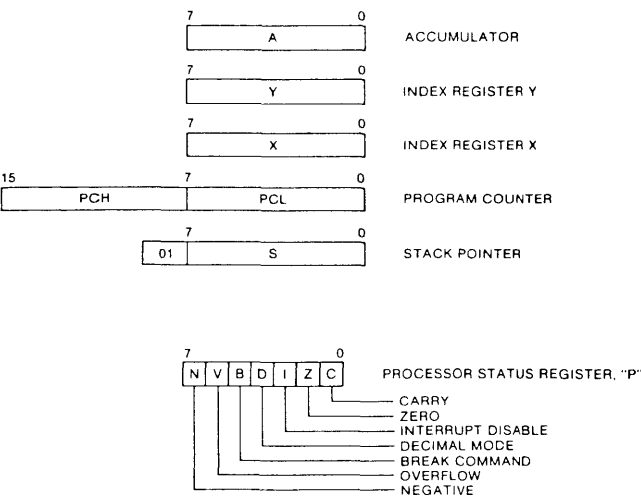 7 0
A ACCUMULATOR
7 0
Y INDEX REGISTER Y
7 0
X INDEX REGISTER X
15 7 0
PCH PCL PROGRAM COUNTER
7 0
01 S STACK POINTER
7 0
N V B D I Z C PROCESSOR STATUS REGISTER, "P"
CARRY
ZERO
INTERRUPT DISABLE
DECIMAL MODE
BREAK COMMAND
OVERFLOW
NEGATIVE